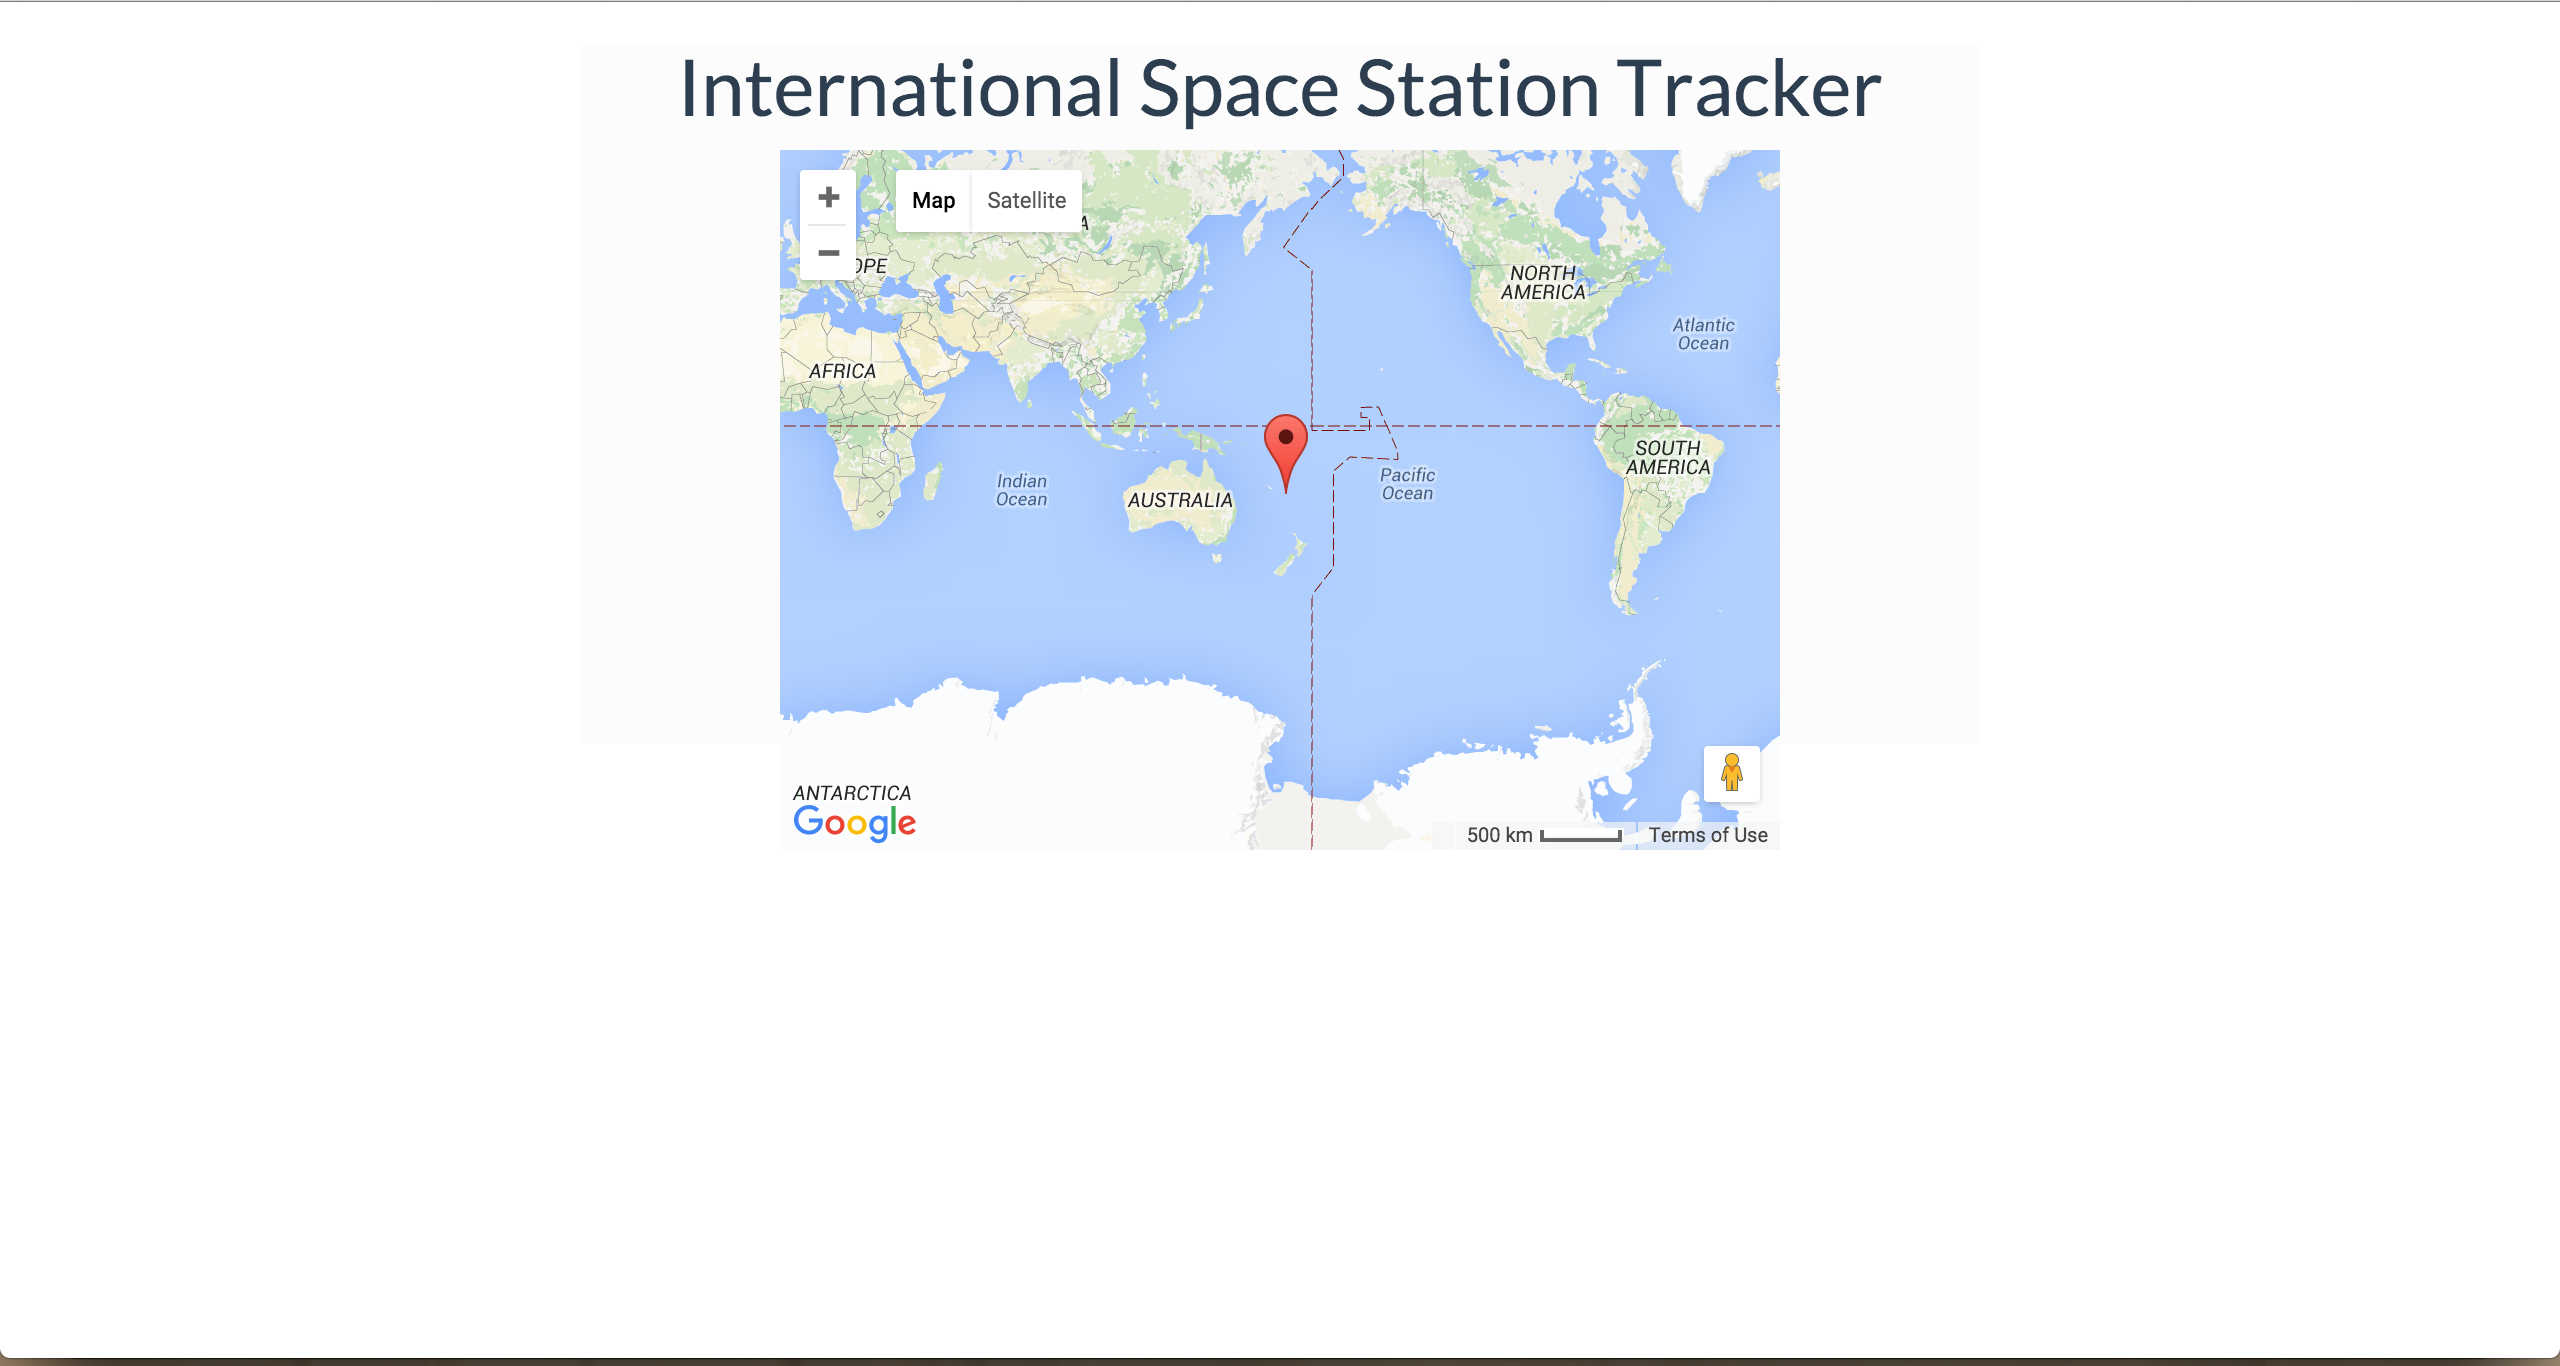 International Space Station Tracker
+
Map
Satellite
A
−
OPE
NORTH
AMERICA
Atlantic
Ocean
AFRICA
SOUTH
AMERICA
Indian
Ocean
AUSTRALIA
Pacific
Ocean
ANTARCTICA
Google
500 km
Terms of Use